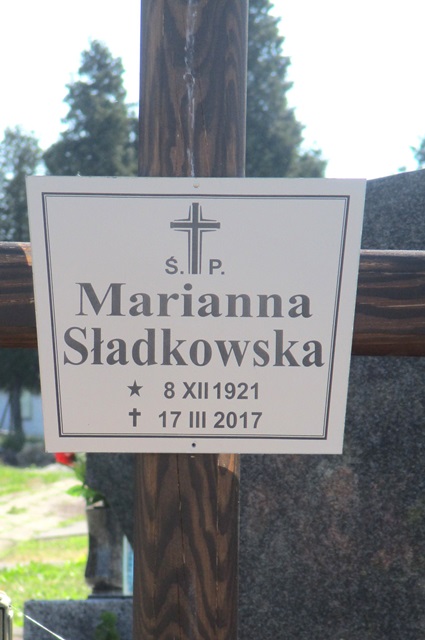 Ś. P.
Marianna
Sładkowska
★ 8 XII 1921
✝ 17 III 2017